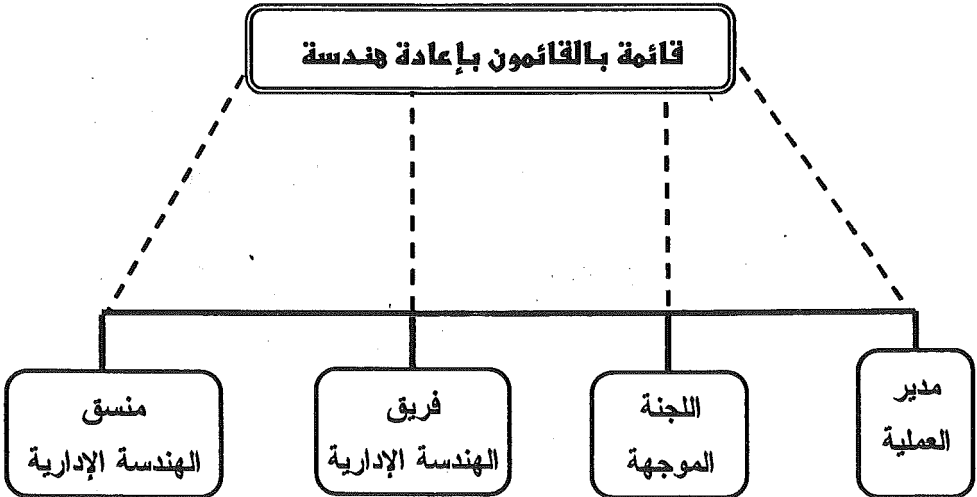 قائمة بالقائمون بإعادة هندسة
مدير
العملية
اللجنة
الموجهة
فريق
الهندسة الإدارية
منسق
الهندسة الإدارية